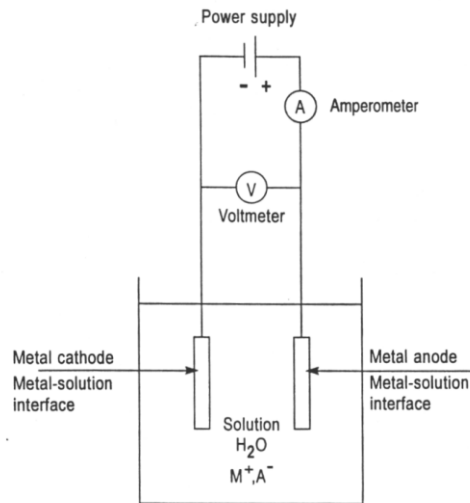 Power supply
- +
A
Amperometer
V
Voltmeter
Metal cathode
Metal-solution
interface
Metal anode
Metal-solution
interface
Solution
H₂O
M⁺,A⁻